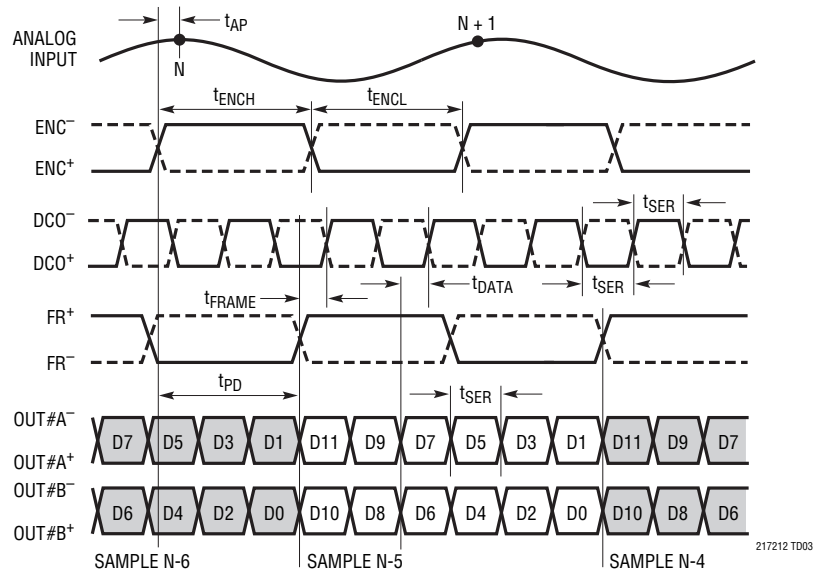 ANALOG
INPUT
tAP
N
N + 1
tENCH
tENCL
ENC–
ENC+
DCO–
DCO+
tSER
tFRAME
tDATA
tSER
FR+
FR–
tPD
tSER
OUT#A–
OUT#A+
D7 D5 D3 D1 D11 D9 D7 D5 D3 D1 D11 D9 D7
OUT#B–
OUT#B+
D6 D4 D2 D0 D10 D8 D6 D4 D2 D0 D10 D8 D6
SAMPLE N-6 SAMPLE N-5 SAMPLE N-4
217212 TD03